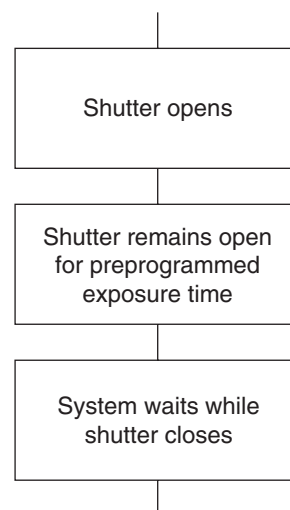 Shutter opens
Shutter remains open
for preprogrammed
exposure time
System waits while
shutter closes